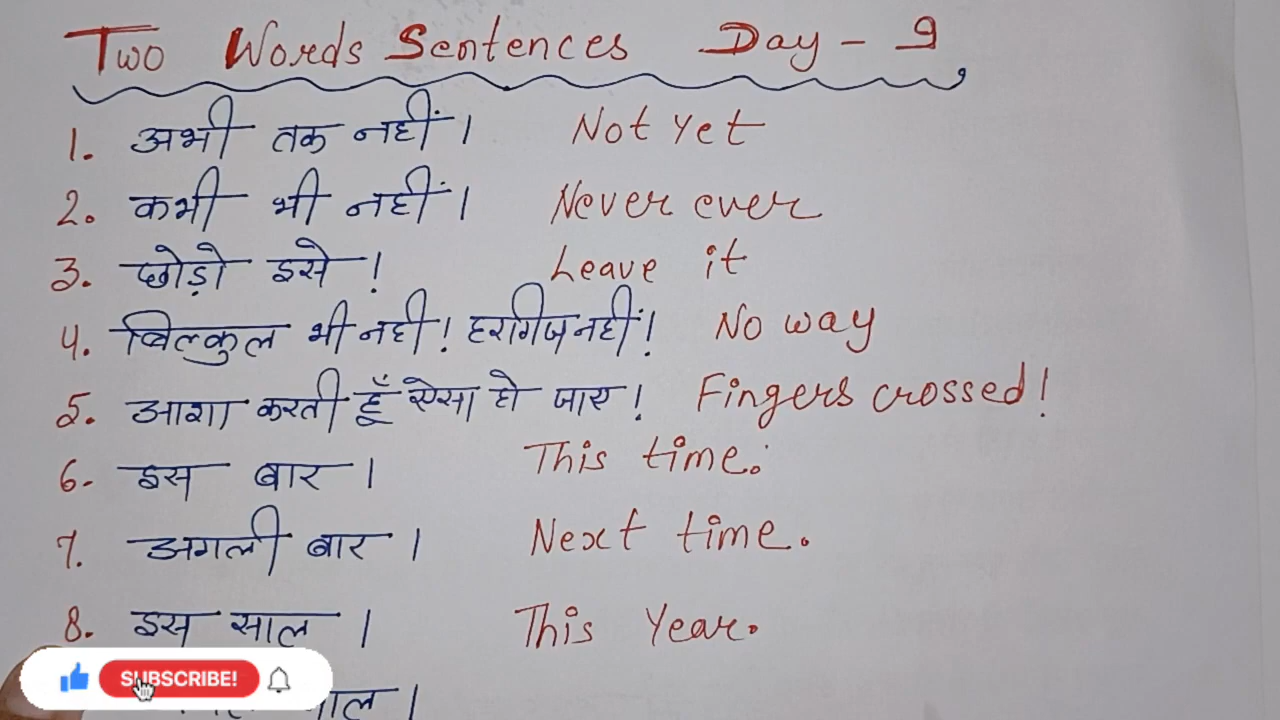 Two Words Sentences Day - 9
1. अभी तक नहीं। Not Yet
2. कभी भी नहीं। Never ever
3. छोड़ो इसे! Leave it
4. बिल्कुल भी नही! हरगिज नहीं! No way
5. आशा करती हूँ ऐसा हो जाए! Fingers crossed!
6. इस बार। This time.
7. अगली बार। Next time.
8. इस साल। This Year.
SUBSCRIBE!
साल।